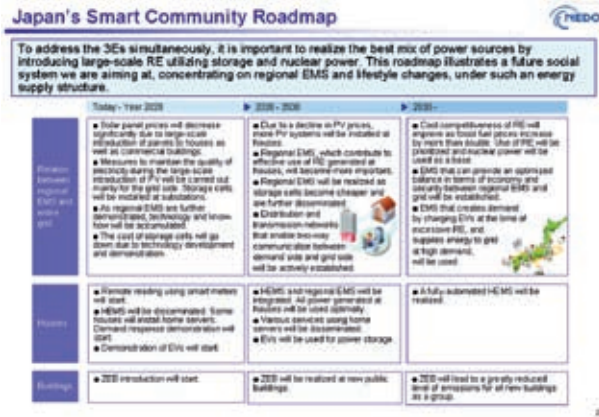 Japan's Smart Community Roadmap
NEDO
To address the 3Es simultaneously, it is important to realize the best mix of power sources by
introducing large-scale RE utilizing storage and nuclear power. This roadmap illustrates a future social
system we are aiming at, concentrating on regional EMS and lifestyle changes, under such an energy
supply structure.
Today - Year
Relation
between
regional
EMS and
entire
grid
■ Solar panel prices will decrease
significantly due to large-scale
introduction of panels to houses as
well as commercial buildings.
■ Measures to maintain the quality of
electricity during the large-scale
introduction of PV will be carried out
mainly for the grid side. Storage cells
will be installed at substations.
■ As regional EMS are further
demonstrated, technology and know-
how will be accumulated.
■ The cost of storage cells will go
down due to technology development
and demonstration.
■ Due to a decline in PV prices,
more PV systems will be installed at
houses.
■ Regional EMS, which contribute to
effective use of RE generated at
houses, will become more important.
■ Regional EMS will be realized as
storage cells become cheaper and
are further disseminated.
■ Distribution and
transmission networks
that enable two-way
communication between
demand side and grid side
will be actively established.
■ Cost competitiveness of RE will
improve as fossil fuel prices increase
by more than double. Use of RE will be
prioritized and nuclear power will be
used as a base.
■ EMS that can provide an optimized
balance in terms of economy and
security between regional EMS and
grid will be established.
■ EMS that creates demand
by charging EVs at the time of
excessive RE, and
supplies energy to grid
at high demand,
will be used.
Houses
■ Remote reading using smart meters
will start.
■ HEMS will be disseminated. Some
houses will install home servers.
Demand response demonstration will
start.
■ Demonstration of EVs will start.
■ HEMS and regional EMS will be
integrated. All power generated at
houses will be used optimally.
■ Various services using home
servers will be disseminated.
■ EVs will be used for power storage.
■ A fully-automated HEMS will be
realized.
Buildings
■ ZEB introduction will start.
■ ZEB will be realized at new public
buildings.
■ ZEB will lead to a greatly reduced
level of emissions for all new buildings
as a group.